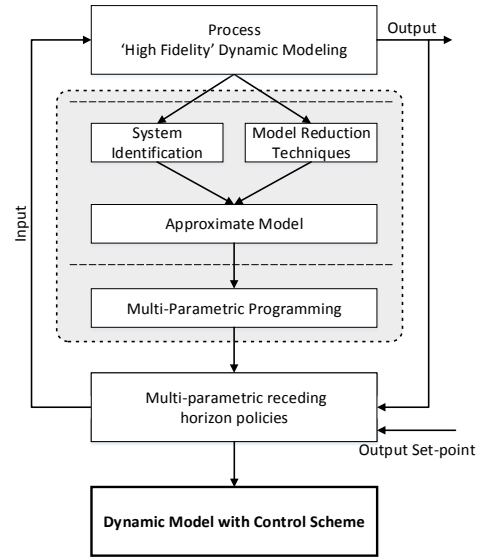 Process
‘High Fidelity’ Dynamic Modeling
Output
System
Identification
Model Reduction
Techniques
Approximate Model
Input
Multi-Parametric Programming
Multi-parametric receding
horizon policies
Output Set-point
Dynamic Model with Control Scheme